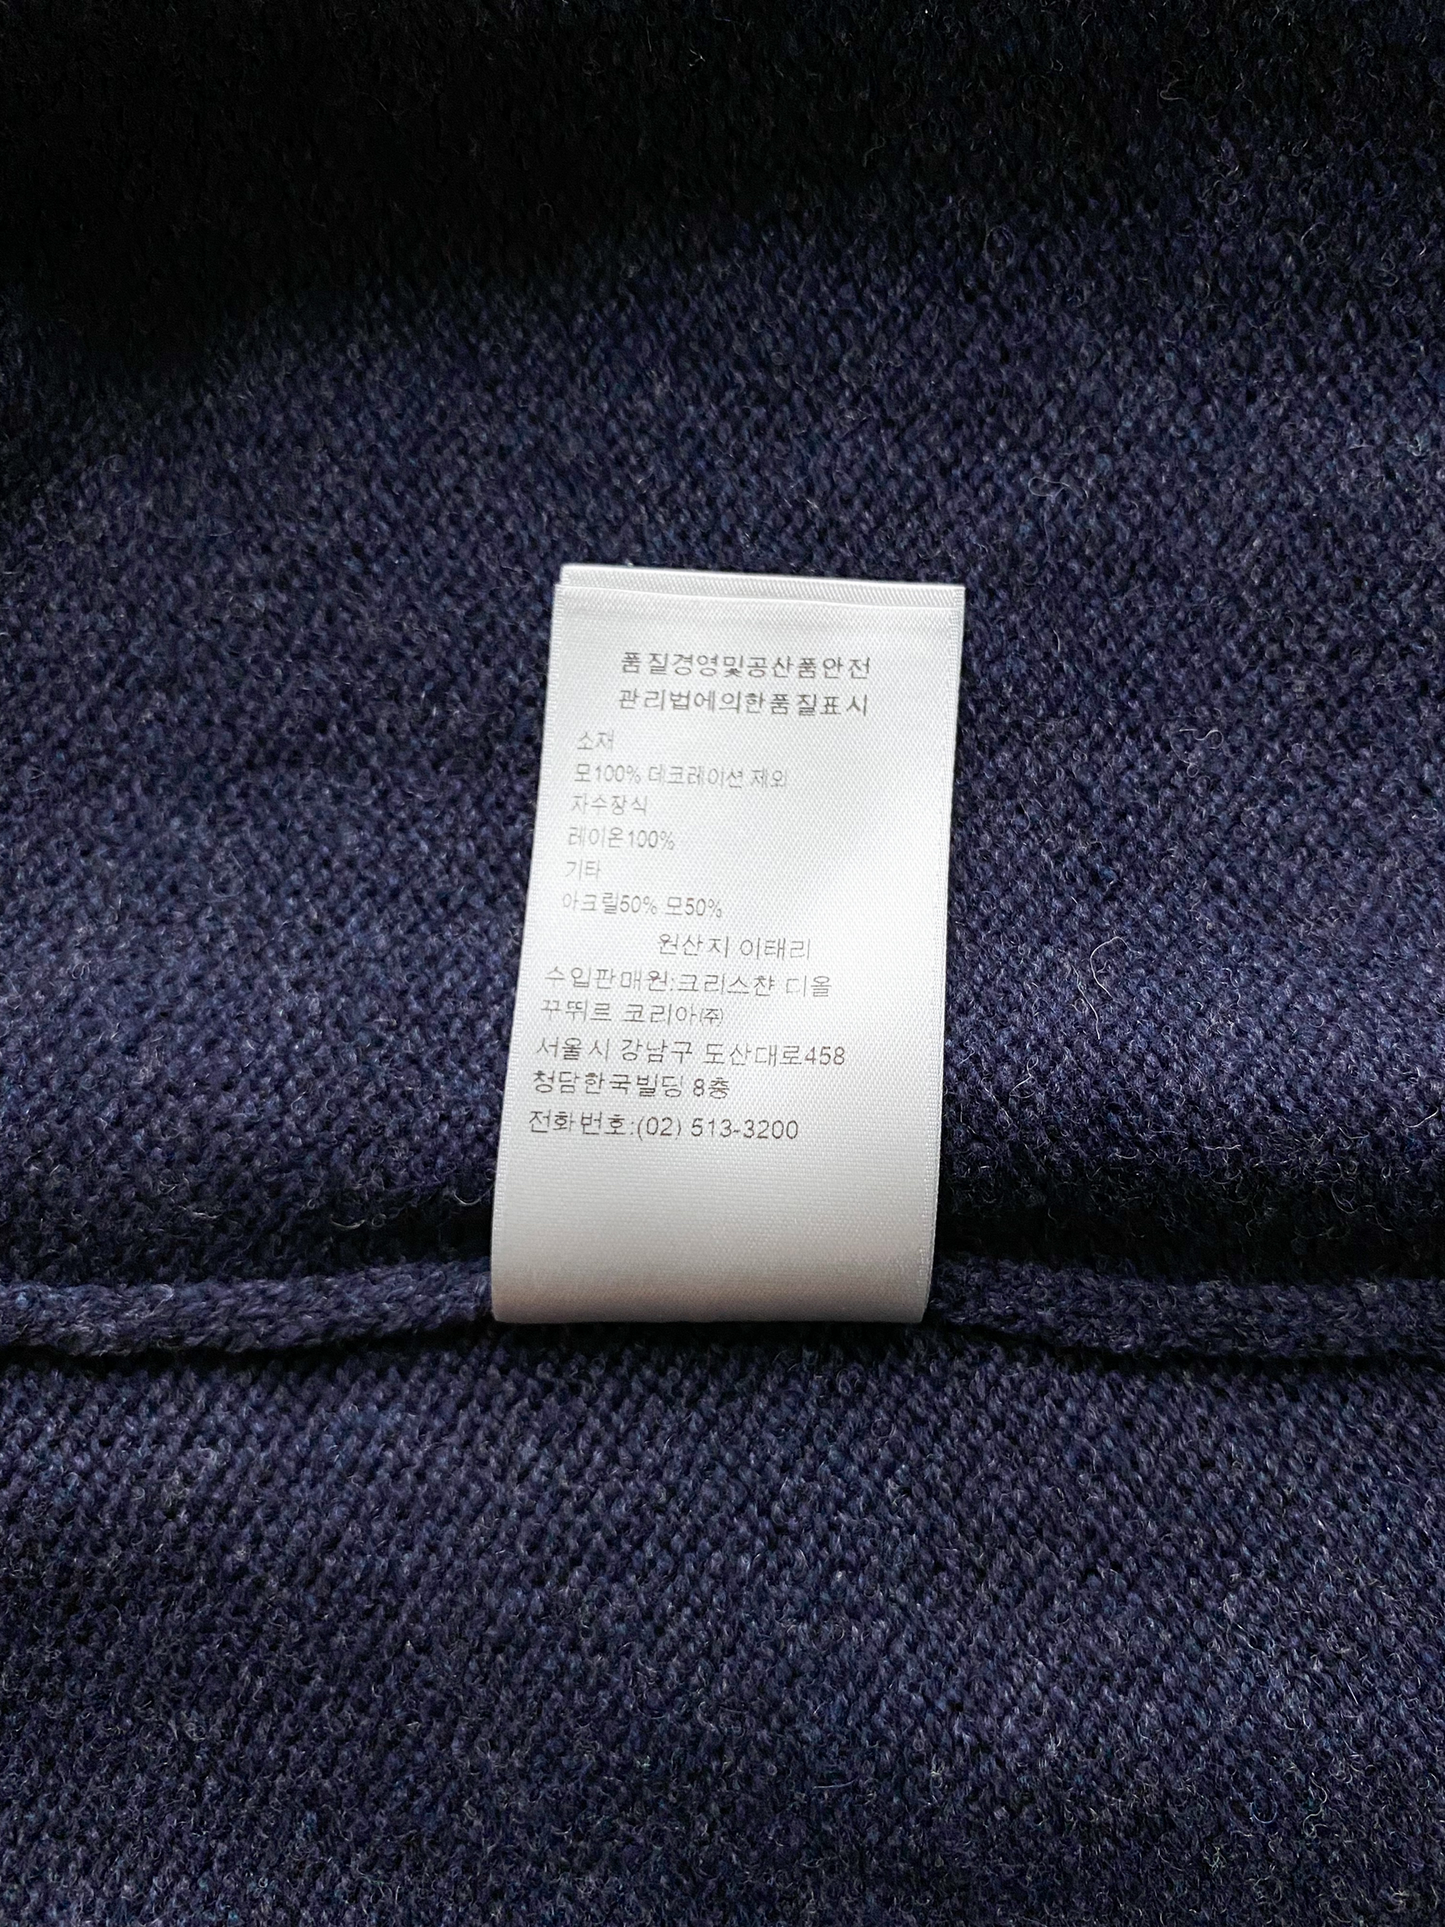 품질경영및공산품안전
관리법에의한품질표시
소재
모100% 데코레이션 제외
자수장식
레이온100%
기타
아크릴50% 모50%
원산지 이태리
수입판매원:크리스챤 디올
꾸뛰르 코리아㈜
서울시 강남구 도산대로458
청담한국빌딩 8층
전화번호:(02) 513-3200